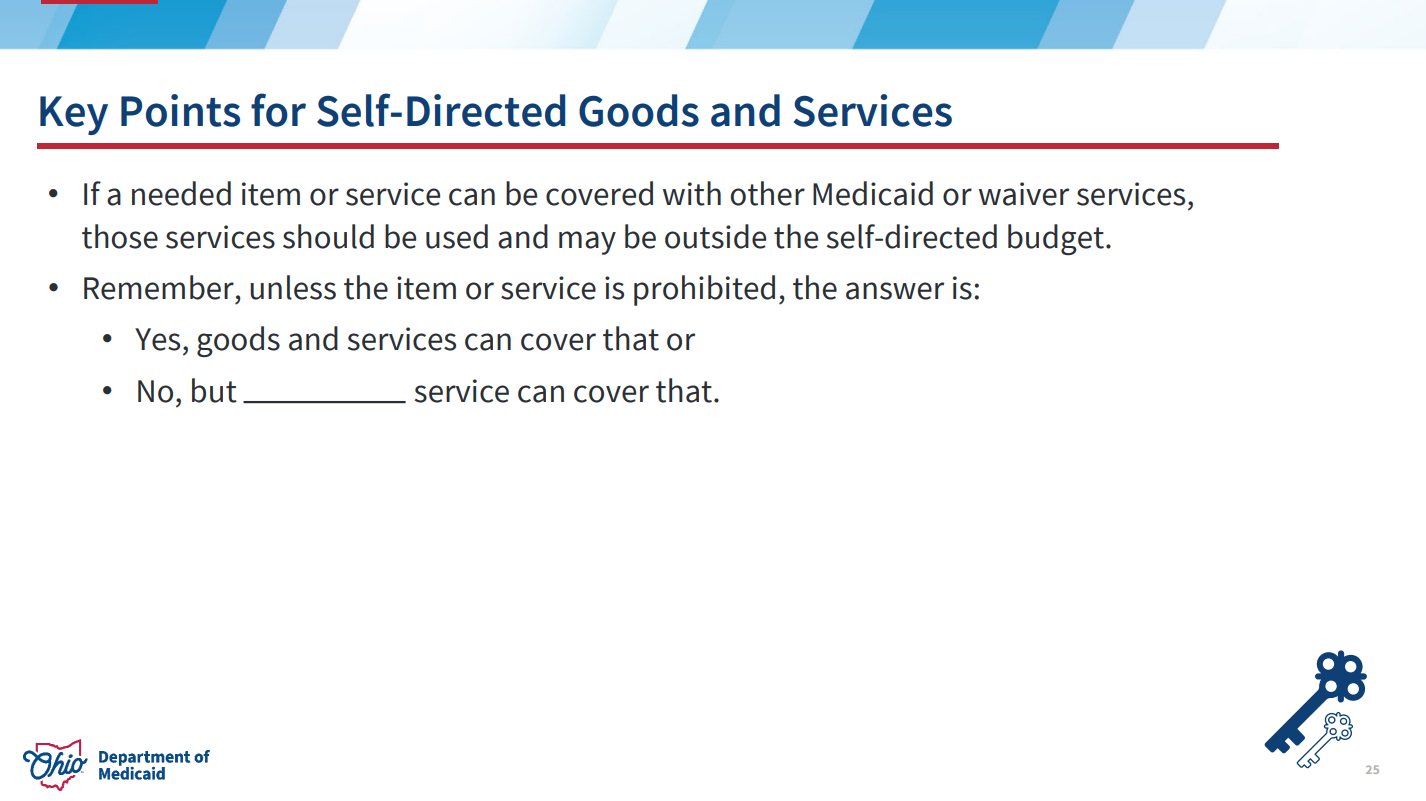 Key Points for Self-Directed Goods and Services
• If a needed item or service can be covered with other Medicaid or waiver services,
those services should be used and may be outside the self-directed budget.
• Remember, unless the item or service is prohibited, the answer is:
• Yes, goods and services can cover that or
• No, but __________ service can cover that.
Ohio
Department of
Medicaid
25